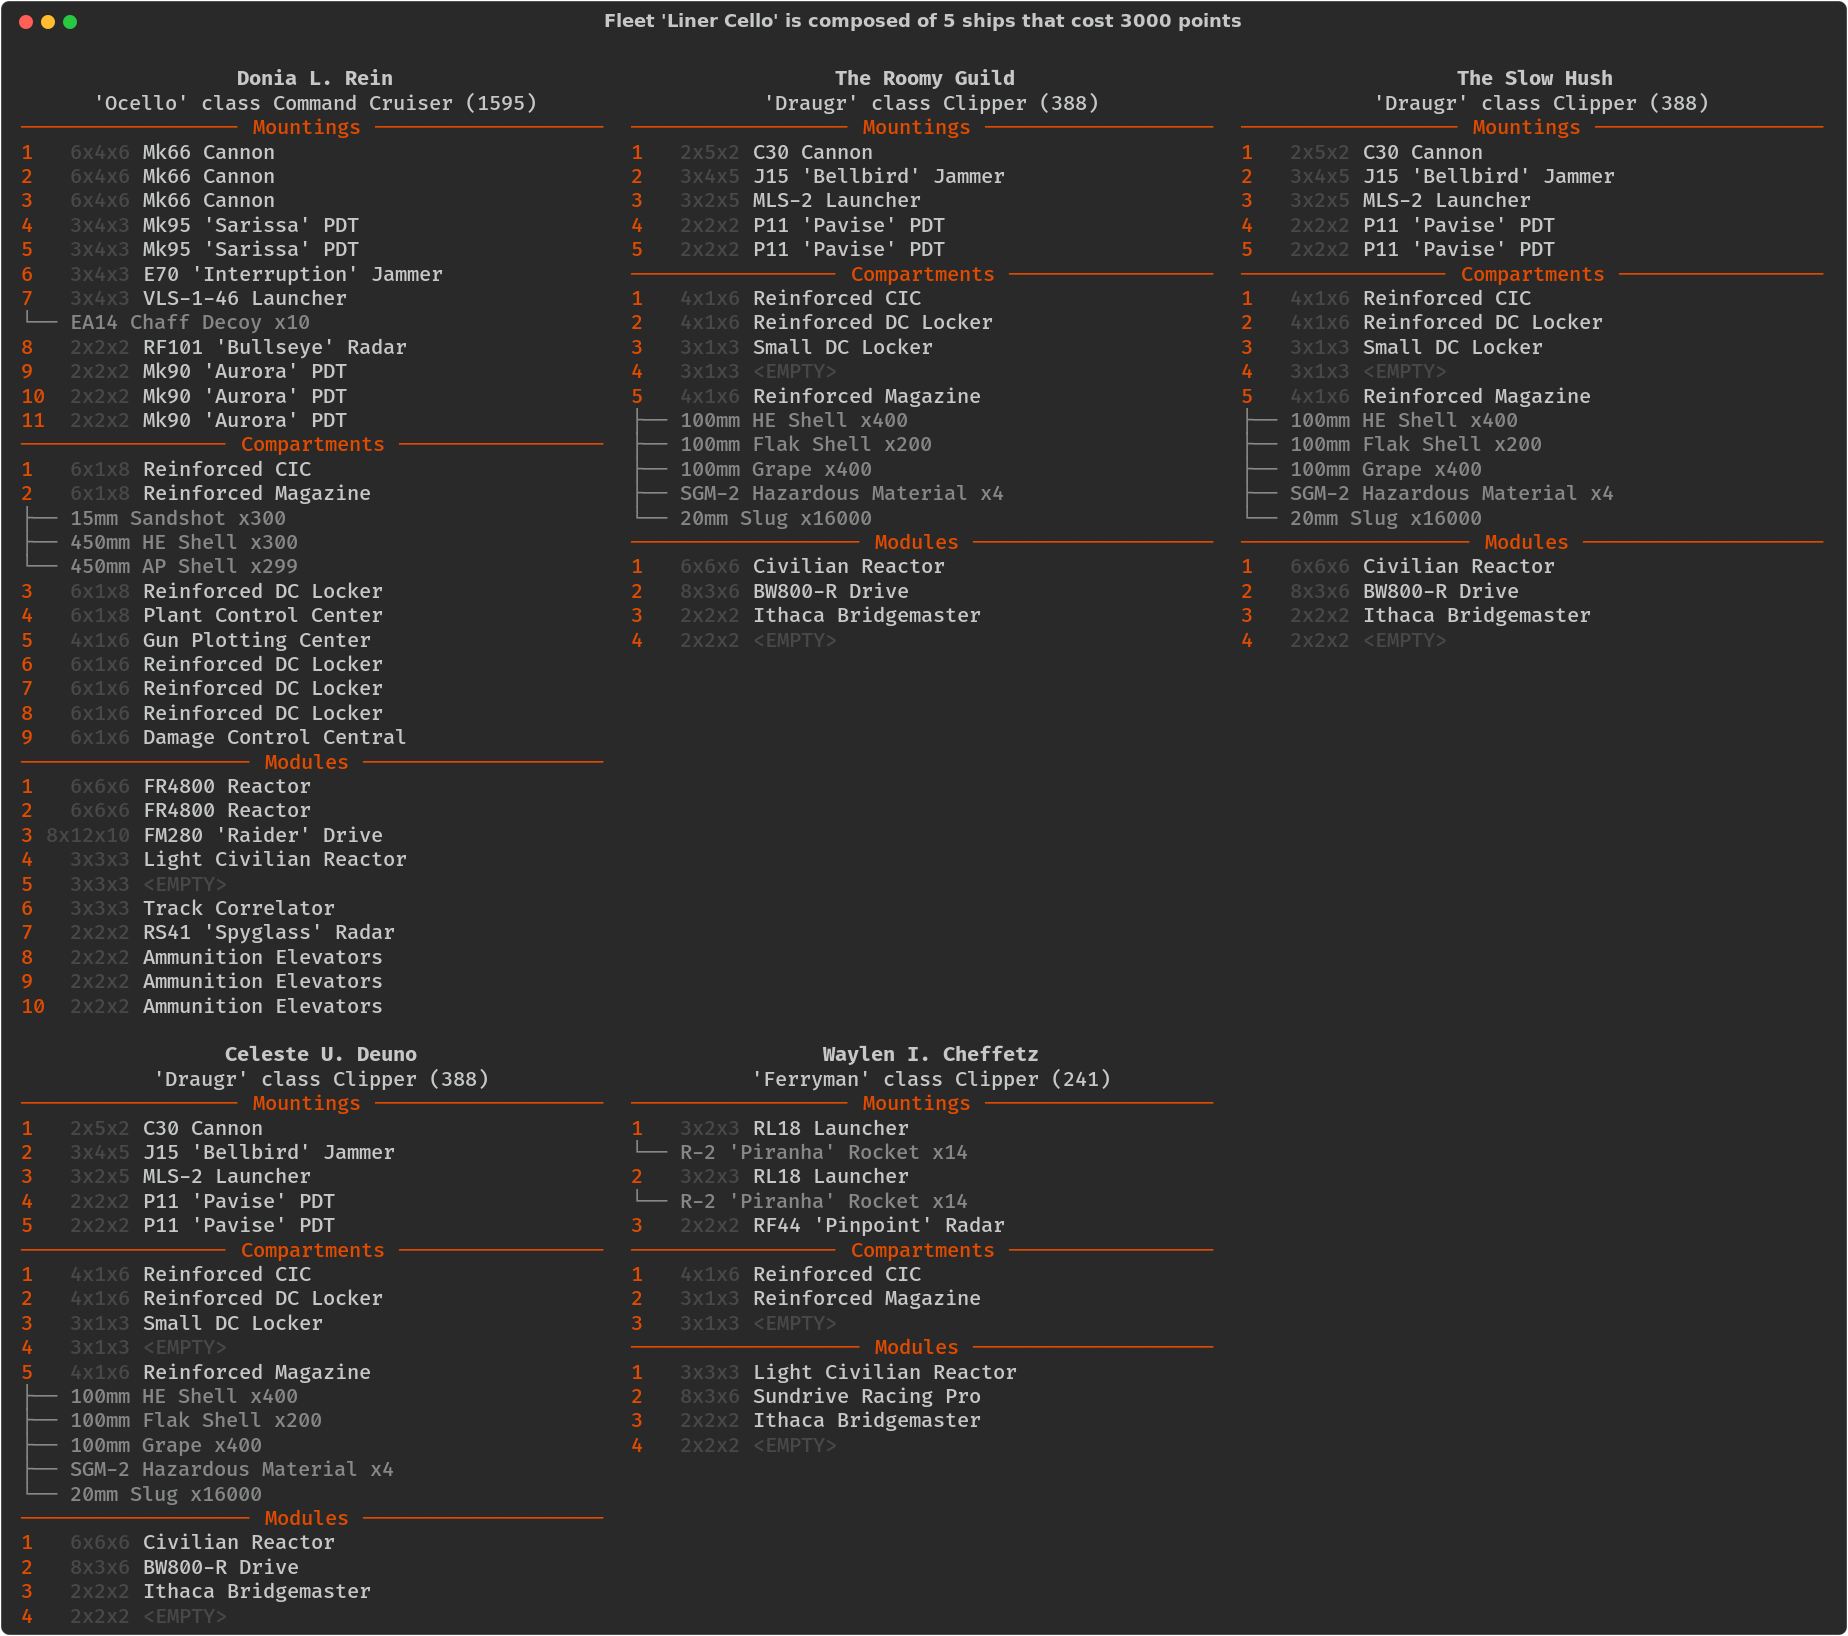 Fleet 'Liner Cello' is composed of 5 ships that cost 3000 points
Donia L. Rein
'Ocello' class Command Cruiser (1595)
Mountings
1 6x4x6 Mk66 Cannon
2 6x4x6 Mk66 Cannon
3 6x4x6 Mk66 Cannon
4 3x4x3 Mk95 'Sarissa' PDT
5 3x4x3 Mk95 'Sarissa' PDT
6 3x4x3 E70 'Interruption' Jammer
7 3x4x3 VLS-1-46 Launcher
EA14 Chaff Decoy x10
8 2x2x2 RF101 'Bullseye' Radar
9 2x2x2 Mk90 'Aurora' PDT
10 2x2x2 Mk90 'Aurora' PDT
11 2x2x2 Mk90 'Aurora' PDT
Compartments
1 6x1x8 Reinforced CIC
2 6x1x8 Reinforced Magazine
15mm Sandshot x300
450mm HE Shell x300
450mm AP Shell x299
3 6x1x8 Reinforced DC Locker
4 6x1x8 Plant Control Center
5 4x1x6 Gun Plotting Center
6 6x1x6 Reinforced DC Locker
7 6x1x6 Reinforced DC Locker
8 6x1x6 Reinforced DC Locker
9 6x1x6 Damage Control Central
Modules
1 6x6x6 FR4800 Reactor
2 6x6x6 FR4800 Reactor
3 8x12x10 FM280 'Raider' Drive
4 3x3x3 Light Civilian Reactor
5 3x3x3 <EMPTY>
6 3x3x3 Track Correlator
7 2x2x2 RS41 'Spyglass' Radar
8 2x2x2 Ammunition Elevators
9 2x2x2 Ammunition Elevators
10 2x2x2 Ammunition Elevators
The Roomy Guild
'Draugr' class Clipper (388)
Mountings
1 2x5x2 C30 Cannon
2 3x4x5 J15 'Bellbird' Jammer
3 3x2x5 MLS-2 Launcher
4 2x2x2 P11 'Pavise' PDT
5 2x2x2 P11 'Pavise' PDT
Compartments
1 4x1x6 Reinforced CIC
2 4x1x6 Reinforced DC Locker
3 3x1x3 Small DC Locker
4 3x1x3 <EMPTY>
5 4x1x6 Reinforced Magazine
100mm HE Shell x400
100mm Flak Shell x200
100mm Grape x400
SGM-2 Hazardous Material x4
20mm Slug x16000
Modules
1 6x6x6 Civilian Reactor
2 8x3x6 BW800-R Drive
3 2x2x2 Ithaca Bridgemaster
4 2x2x2 <EMPTY>
The Slow Hush
'Draugr' class Clipper (388)
Mountings
1 2x5x2 C30 Cannon
2 3x4x5 J15 'Bellbird' Jammer
3 3x2x5 MLS-2 Launcher
4 2x2x2 P11 'Pavise' PDT
5 2x2x2 P11 'Pavise' PDT
Compartments
1 4x1x6 Reinforced CIC
2 4x1x6 Reinforced DC Locker
3 3x1x3 Small DC Locker
4 3x1x3 <EMPTY>
5 4x1x6 Reinforced Magazine
100mm HE Shell x400
100mm Flak Shell x200
100mm Grape x400
SGM-2 Hazardous Material x4
20mm Slug x16000
Modules
1 6x6x6 Civilian Reactor
2 8x3x6 BW800-R Drive
3 2x2x2 Ithaca Bridgemaster
4 2x2x2 <EMPTY>
Celeste U. Deuno
'Draugr' class Clipper (388)
Mountings
1 2x5x2 C30 Cannon
2 3x4x5 J15 'Bellbird' Jammer
3 3x2x5 MLS-2 Launcher
4 2x2x2 P11 'Pavise' PDT
5 2x2x2 P11 'Pavise' PDT
Compartments
1 4x1x6 Reinforced CIC
2 4x1x6 Reinforced DC Locker
3 3x1x3 Small DC Locker
4 3x1x3 <EMPTY>
5 4x1x6 Reinforced Magazine
100mm HE Shell x400
100mm Flak Shell x200
100mm Grape x400
SGM-2 Hazardous Material x4
20mm Slug x16000
Modules
1 6x6x6 Civilian Reactor
2 8x3x6 BW800-R Drive
3 2x2x2 Ithaca Bridgemaster
4 2x2x2 <EMPTY>
Waylen I. Cheffetz
'Ferryman' class Clipper (241)
Mountings
1 3x2x3 RL18 Launcher
R-2 'Piranha' Rocket x14
2 3x2x3 RL18 Launcher
R-2 'Piranha' Rocket x14
3 2x2x2 RF44 'Pinpoint' Radar
Compartments
1 4x1x6 Reinforced CIC
2 3x1x3 Reinforced Magazine
3 3x1x3 <EMPTY>
Modules
1 3x3x3 Light Civilian Reactor
2 8x3x6 Sundrive Racing Pro
3 2x2x2 Ithaca Bridgemaster
4 2x2x2 <EMPTY>